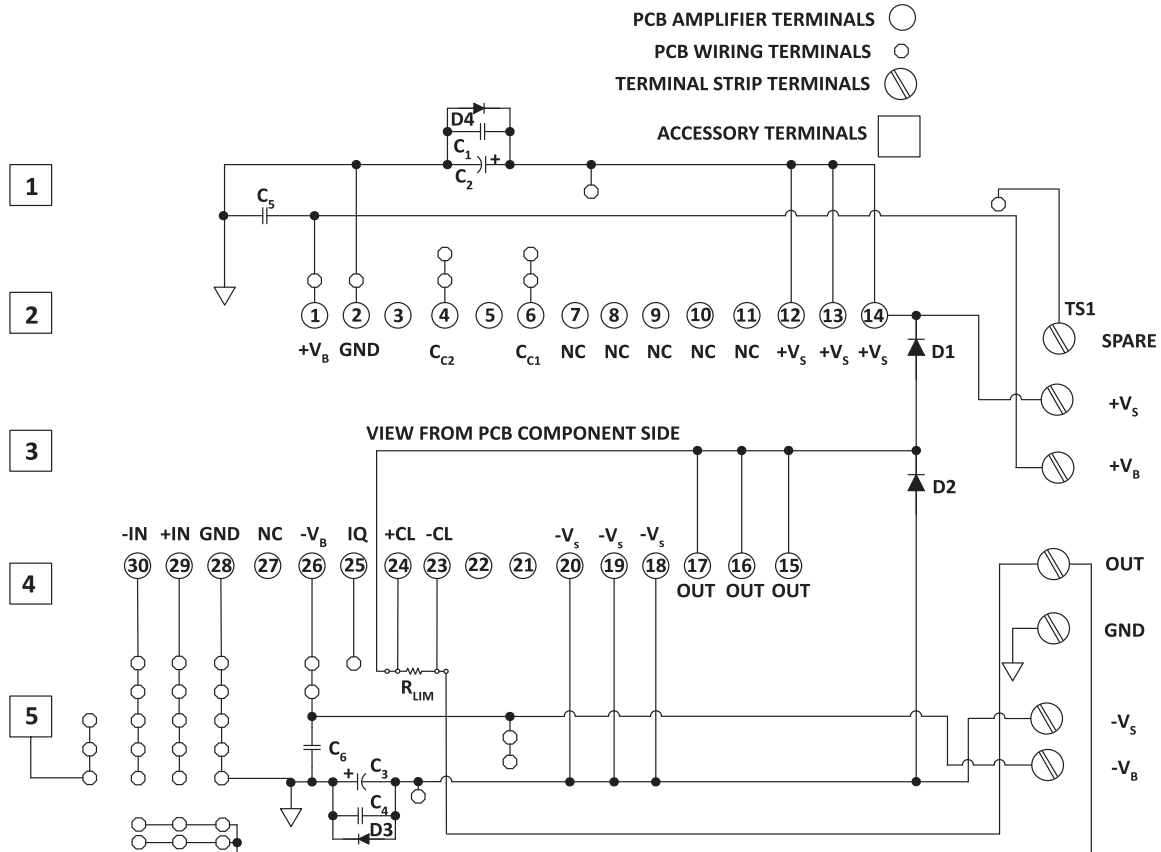 PCB AMPLIFIER TERMINALS
PCB WIRING TERMINALS
TERMINAL STRIP TERMINALS
ACCESSORY TERMINALS
D4
C1
C2
+
1
C5
2
1 2 3 4 5 6 7 8 9 10 11 12 13 14
+VB GND CC2 CC1 NC NC NC NC NC +VS +VS +VS
D1
TS1
SPARE
+VS
+VB
3
VIEW FROM PCB COMPONENT SIDE
D2
-IN +IN GND NC -VB IQ +CL -CL -Vs -Vs -Vs
4
30 29 28 27 26 25 24 23 22 21 20 19 18 17 16 15
OUT OUT OUT
OUT
GND
RLIM
5
-VS
-VB
C6
+
C3
C4
D3